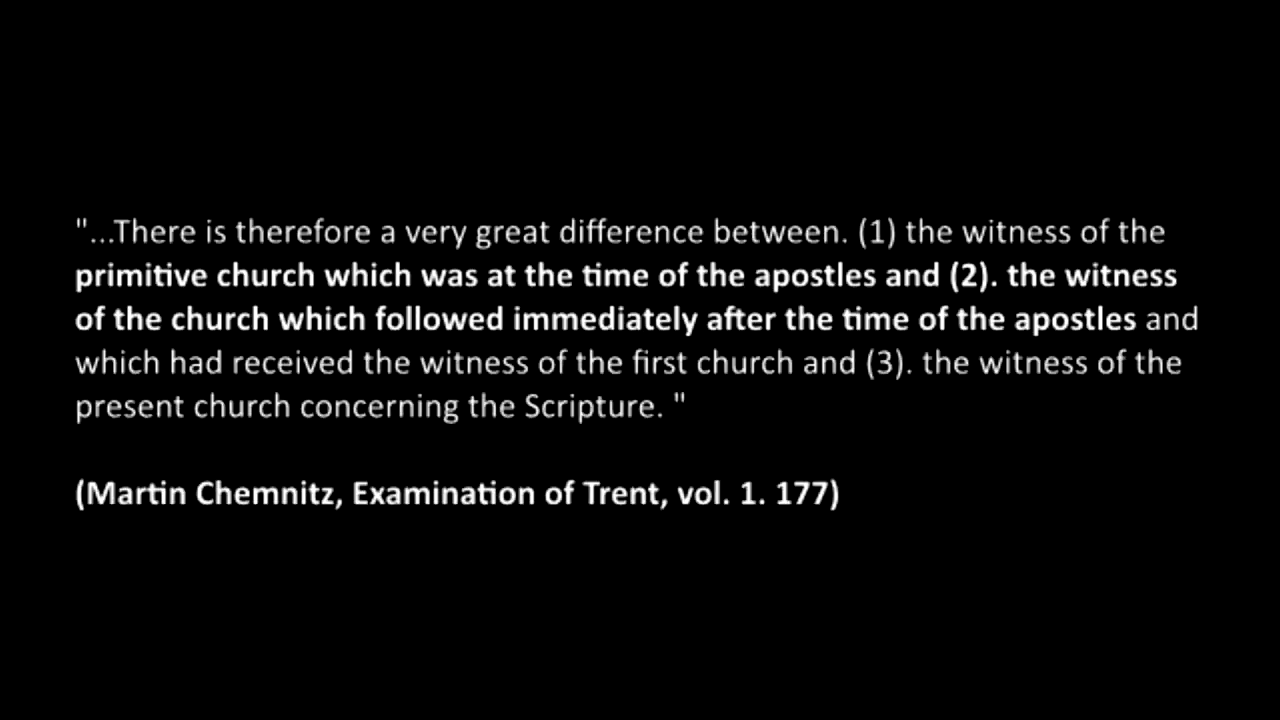 "...There is therefore a very great difference between. (1) the witness of the
primitive church which was at the time of the apostles and (2). the witness
of the church which followed immediately after the time of the apostles and
which had received the witness of the first church and (3). the witness of the
present church concerning the Scripture. "
(Martin Chemnitz, Examination of Trent, vol. 1. 177)